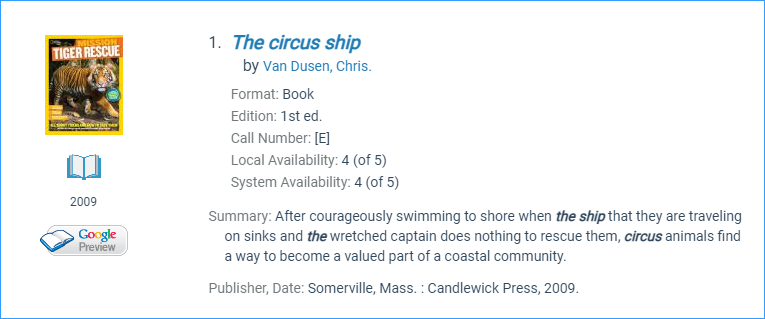 MISSION
TIGER RESCUE
2009
Google
Preview
1. The circus ship
by Van Dusen, Chris.
Format: Book
Edition: 1st ed.
Call Number: [E]
Local Availability: 4 (of 5)
System Availability: 4 (of 5)
Summary: After courageously swimming to shore when the ship that they are traveling
on sinks and the wretched captain does nothing to rescue them, circus animals find
a way to become a valued part of a coastal community.
Publisher, Date: Somerville, Mass. : Candlewick Press, 2009.